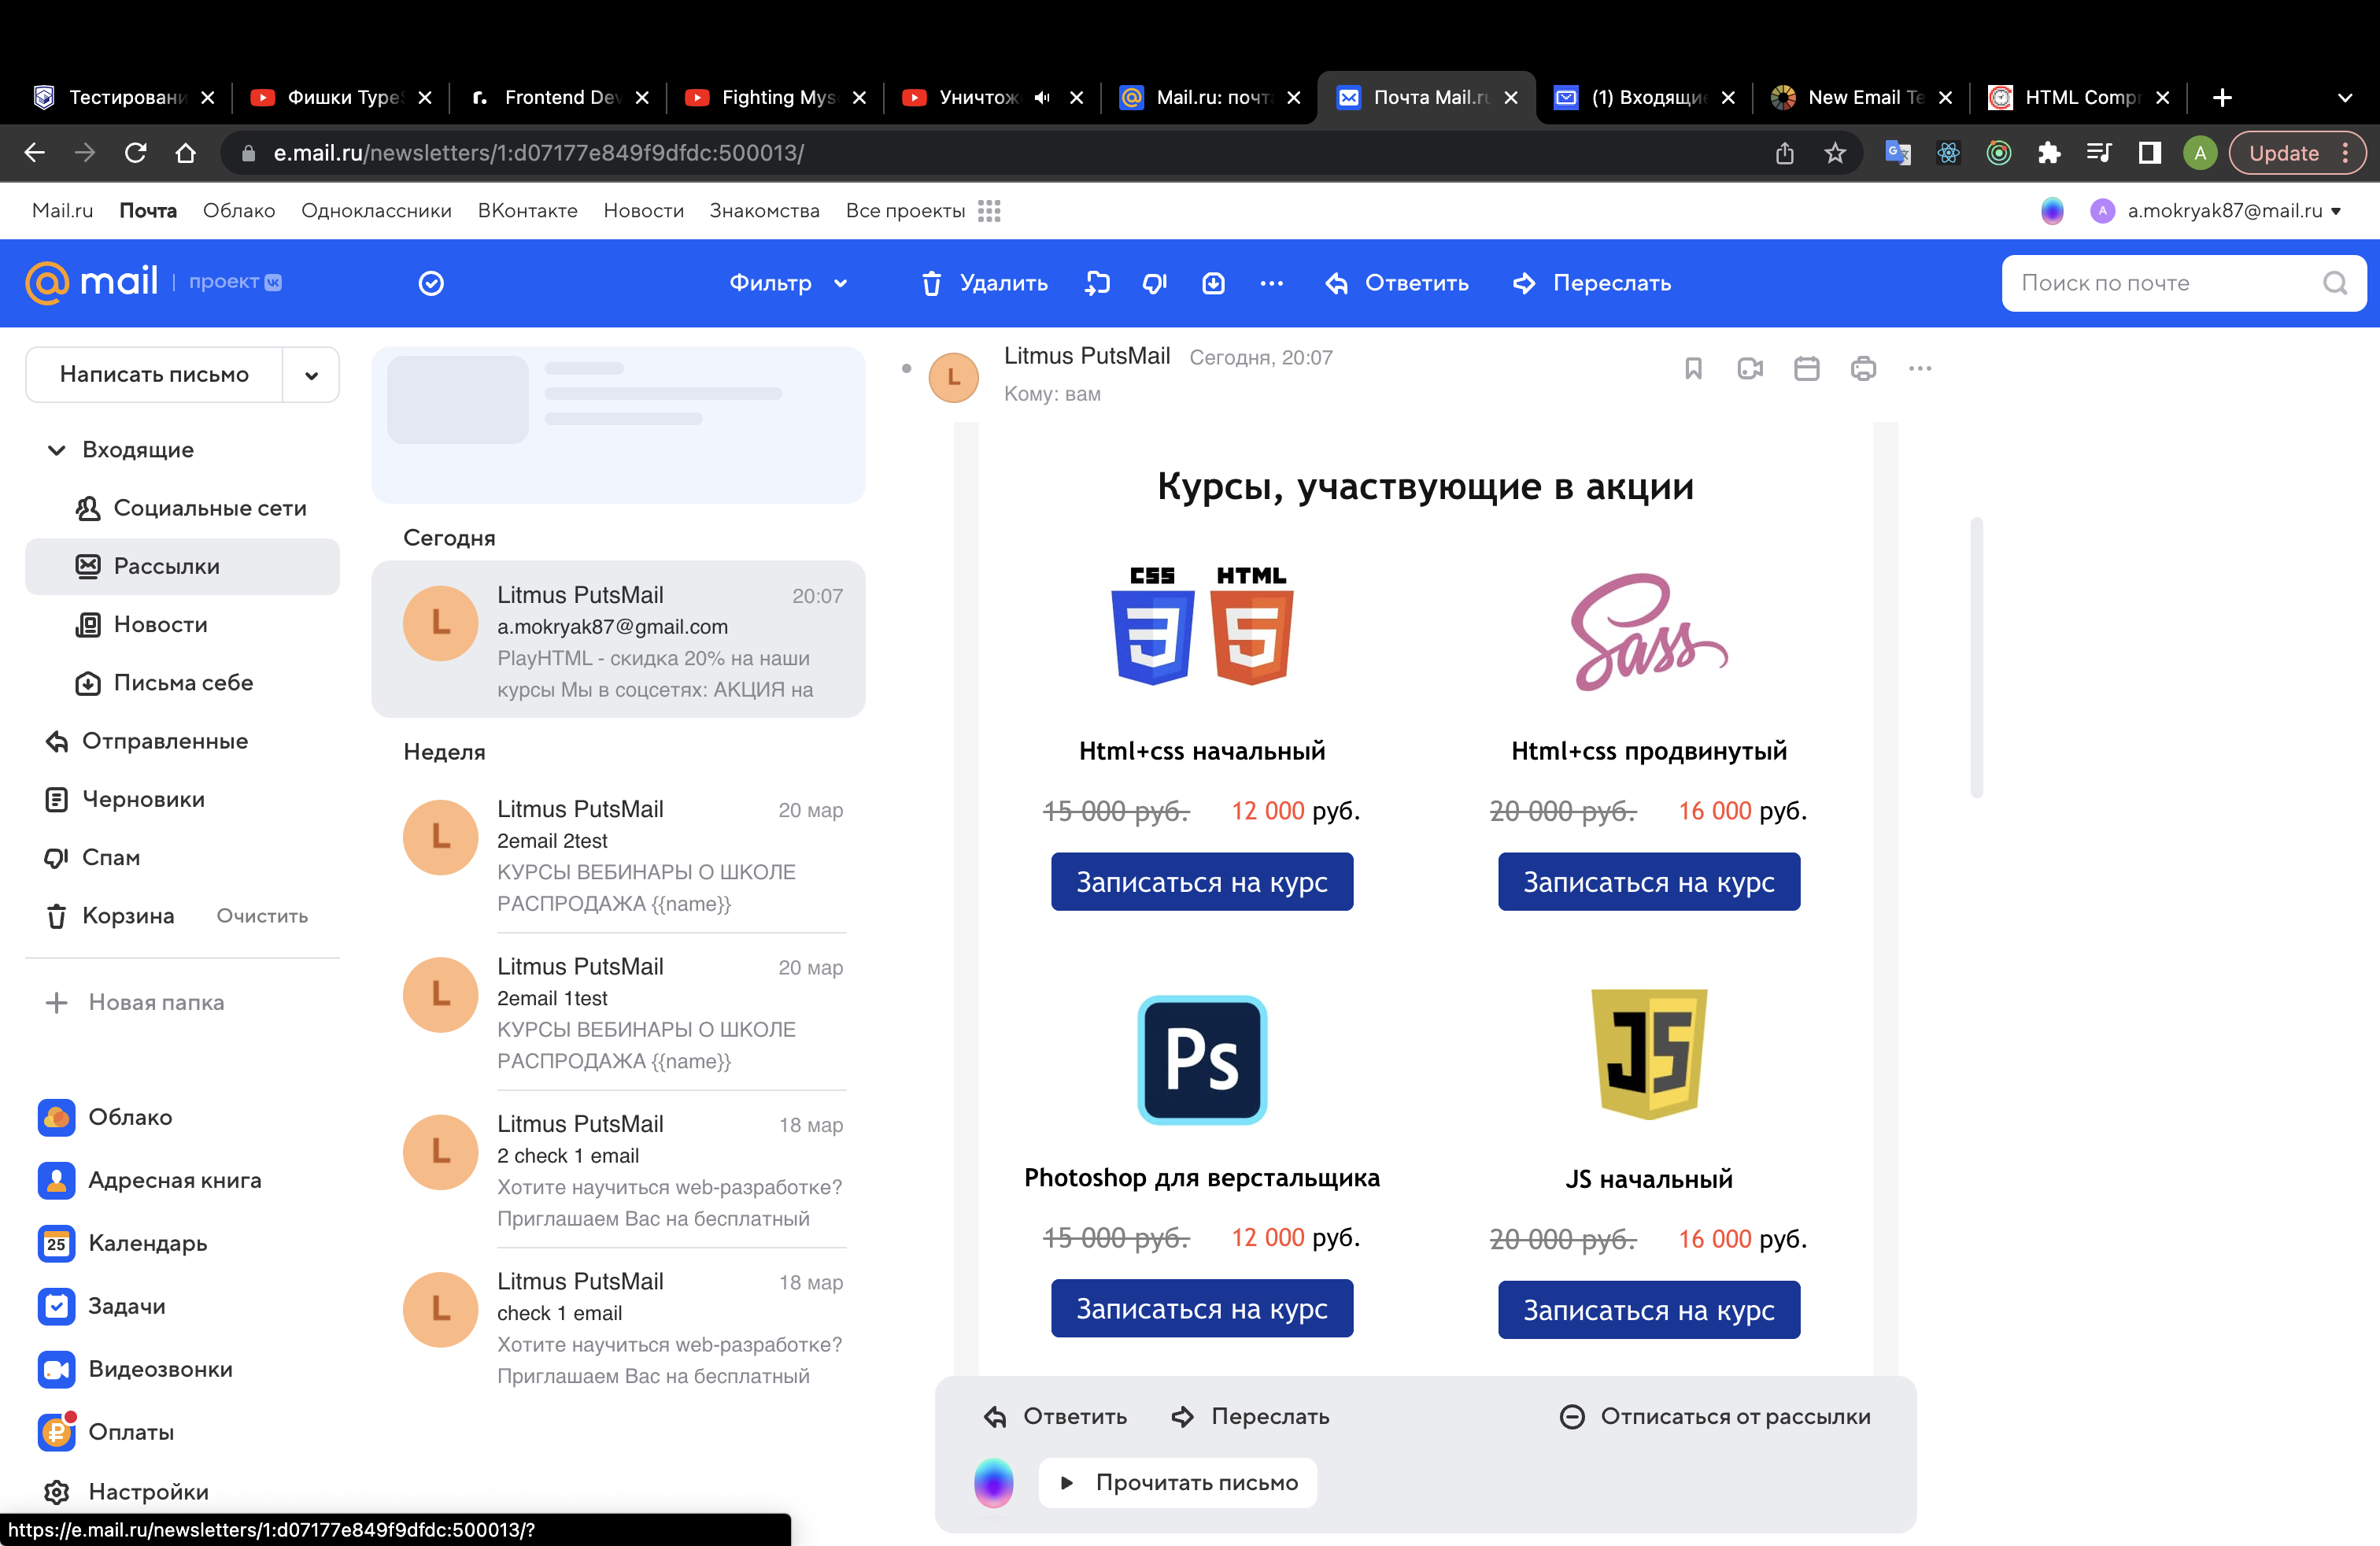 Тестировани
Фишки Types
Frontend Dev
Fighting Mys
Уничтож
Mail.ru: почт
Почта Mail.ru
(1) Входящие
New Email Te
HTML Compr
e.mail.ru/newsletters/1:d07177e849f9dfdc:500013/
A
Update
Mail.ru Почта Облако Одноклассники ВКонтакте Новости Знакомства Все проекты
A a.mokryak87@mail.ru
@mail проект
Фильтр Удалить Ответить Переслать
Поиск по почте
Написать письмо
Входящие
Социальные сети
Рассылки
Новости
Письма себе
Отправленные
Черновики
Спам
Корзина Очистить
Новая папка
Облако
Адресная книга
25 Календарь
Задачи
Видеозвонки
₽ Оплаты
Настройки
https://e.mail.ru/newsletters/1:d07177e849f9dfdc:500013/?
Сегодня
L
Litmus PutsMail 20:07
a.mokryak87@gmail.com
PlayHTML - скидка 20% на наши
курсы Мы в соцсетях: АКЦИЯ на
Неделя
L
Litmus PutsMail 20 мар
2email 2test
КУРСЫ ВЕБИНАРЫ О ШКОЛЕ
РАСПРОДАЖА {{name}}
L
Litmus PutsMail 20 мар
2email 1test
КУРСЫ ВЕБИНАРЫ О ШКОЛЕ
РАСПРОДАЖА {{name}}
L
Litmus PutsMail 18 мар
2 check 1 email
Хотите научиться web-разработке?
Приглашаем Вас на бесплатный
L
Litmus PutsMail 18 мар
check 1 email
Хотите научиться web-разработке?
Приглашаем Вас на бесплатный
L
Litmus PutsMail Сегодня, 20:07
Кому: вам
Курсы, участвующие в акции
CSS HTML
3 5
Sass
Html+css начальный
15 000 руб. 12 000 руб.
Записаться на курс
Html+css продвинутый
20 000 руб. 16 000 руб.
Записаться на курс
Ps
JS
Photoshop для верстальщика
15 000 руб. 12 000 руб.
Записаться на курс
JS начальный
20 000 руб. 16 000 руб.
Записаться на курс
Ответить Переслать Отписаться от рассылки
Прочитать письмо